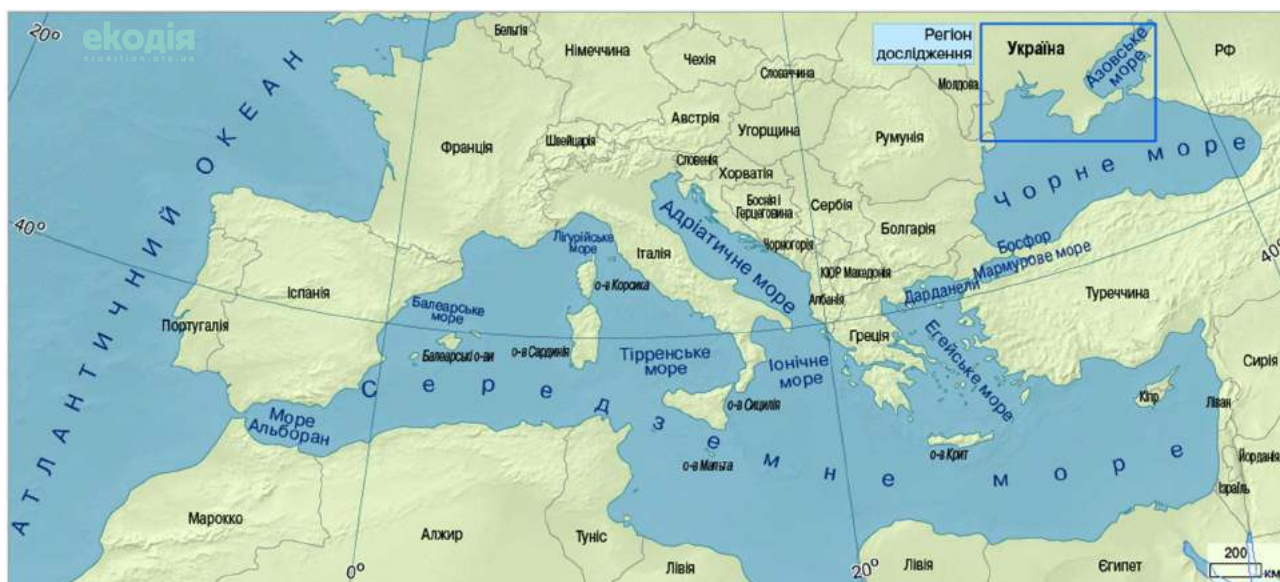 екодія
ecoaction.org.ua
20°
АТЛАНТИЧНИЙ ОКЕАН
40°
Бельгія
Німеччина
Чехія
Словаччина
Регіон
дослідження
Україна
Азовське
море
РФ
Молдова
Франція
Швейцарія
Австрія
Угорщина
Румунія
Словенія
Хорватія
Боснія і
Герцеговина
Сербія
Чорногорія
Болгарія
КЮР Македонія
Албанія
Чорне море
Босфор
Мармурове море
Дарданели
40°
Туреччина
Лігурійське
море
Італія
Адріатичне море
о-в Корсика
Іспанія
Португалія
Балеарське
море
Балеарські о-ви
о-в Сардинія
Тірренське
море
Іонічне
море
Греція
Егейське море
Сирія
Кіпр
Ліван
Йорданія
Ізраїль
Середземне море
Море
Альборан
о-в Сицилія
о-в Мальта
о-в Крит
Марокко
Алжир
Туніс
Лівія
Лівія
Єгипет
0°
20°
200
км